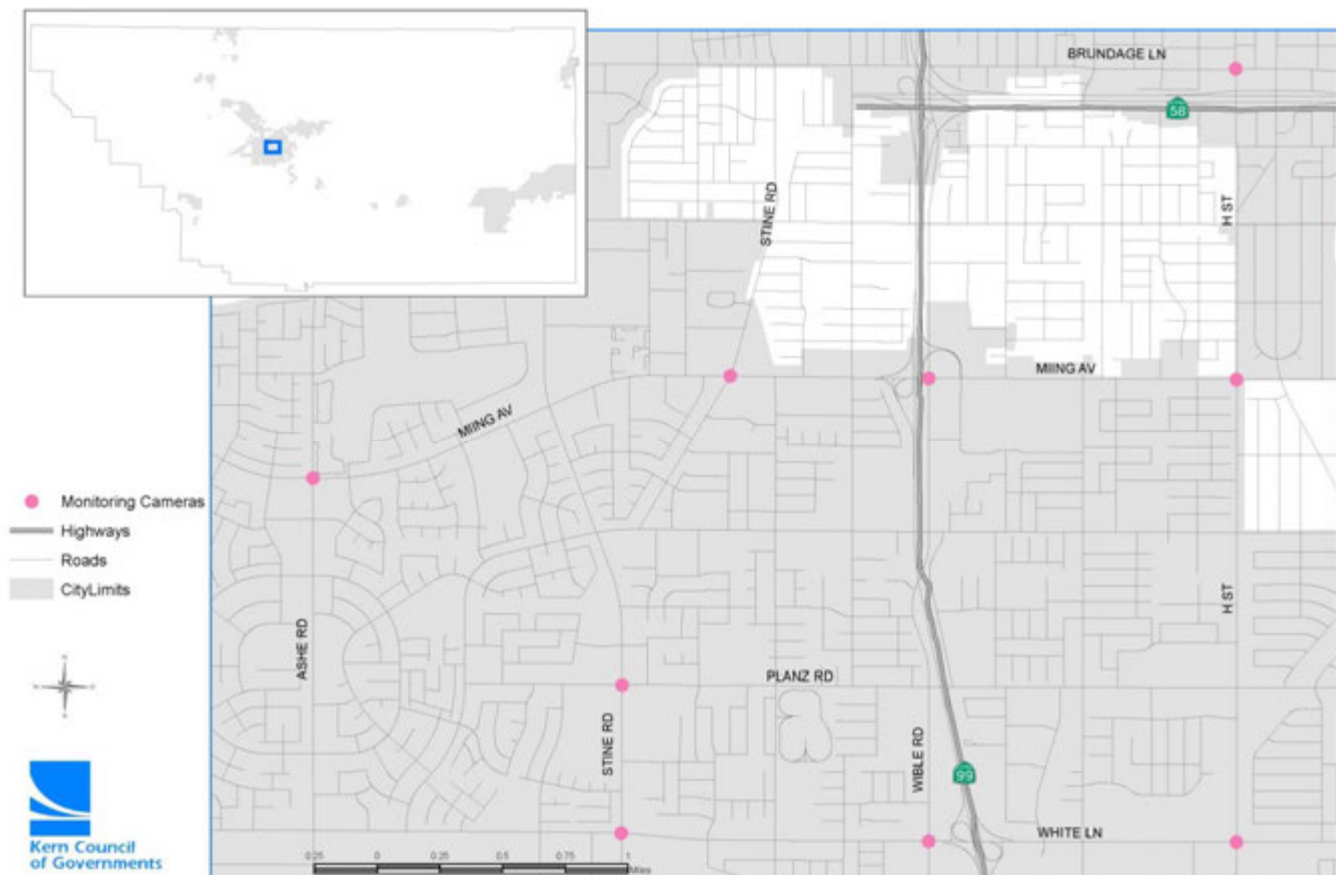 BRUNDAGE LN
58
STINE RD
H ST
MIING AV
MIING AV
Monitoring Cameras
Highways
Roads
CityLimits
ASHE RD
H ST
PLANZ RD
STINE RD
WIBLE RD
99
WHITE LN
Kern Council
of Governments
0.25 0 0.25 0.5 0.75 1
Miles